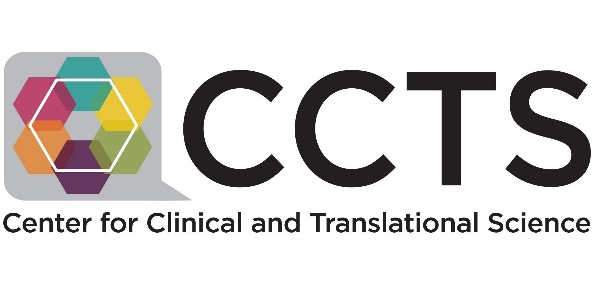 CCTS
Center for Clinical and Translational Science